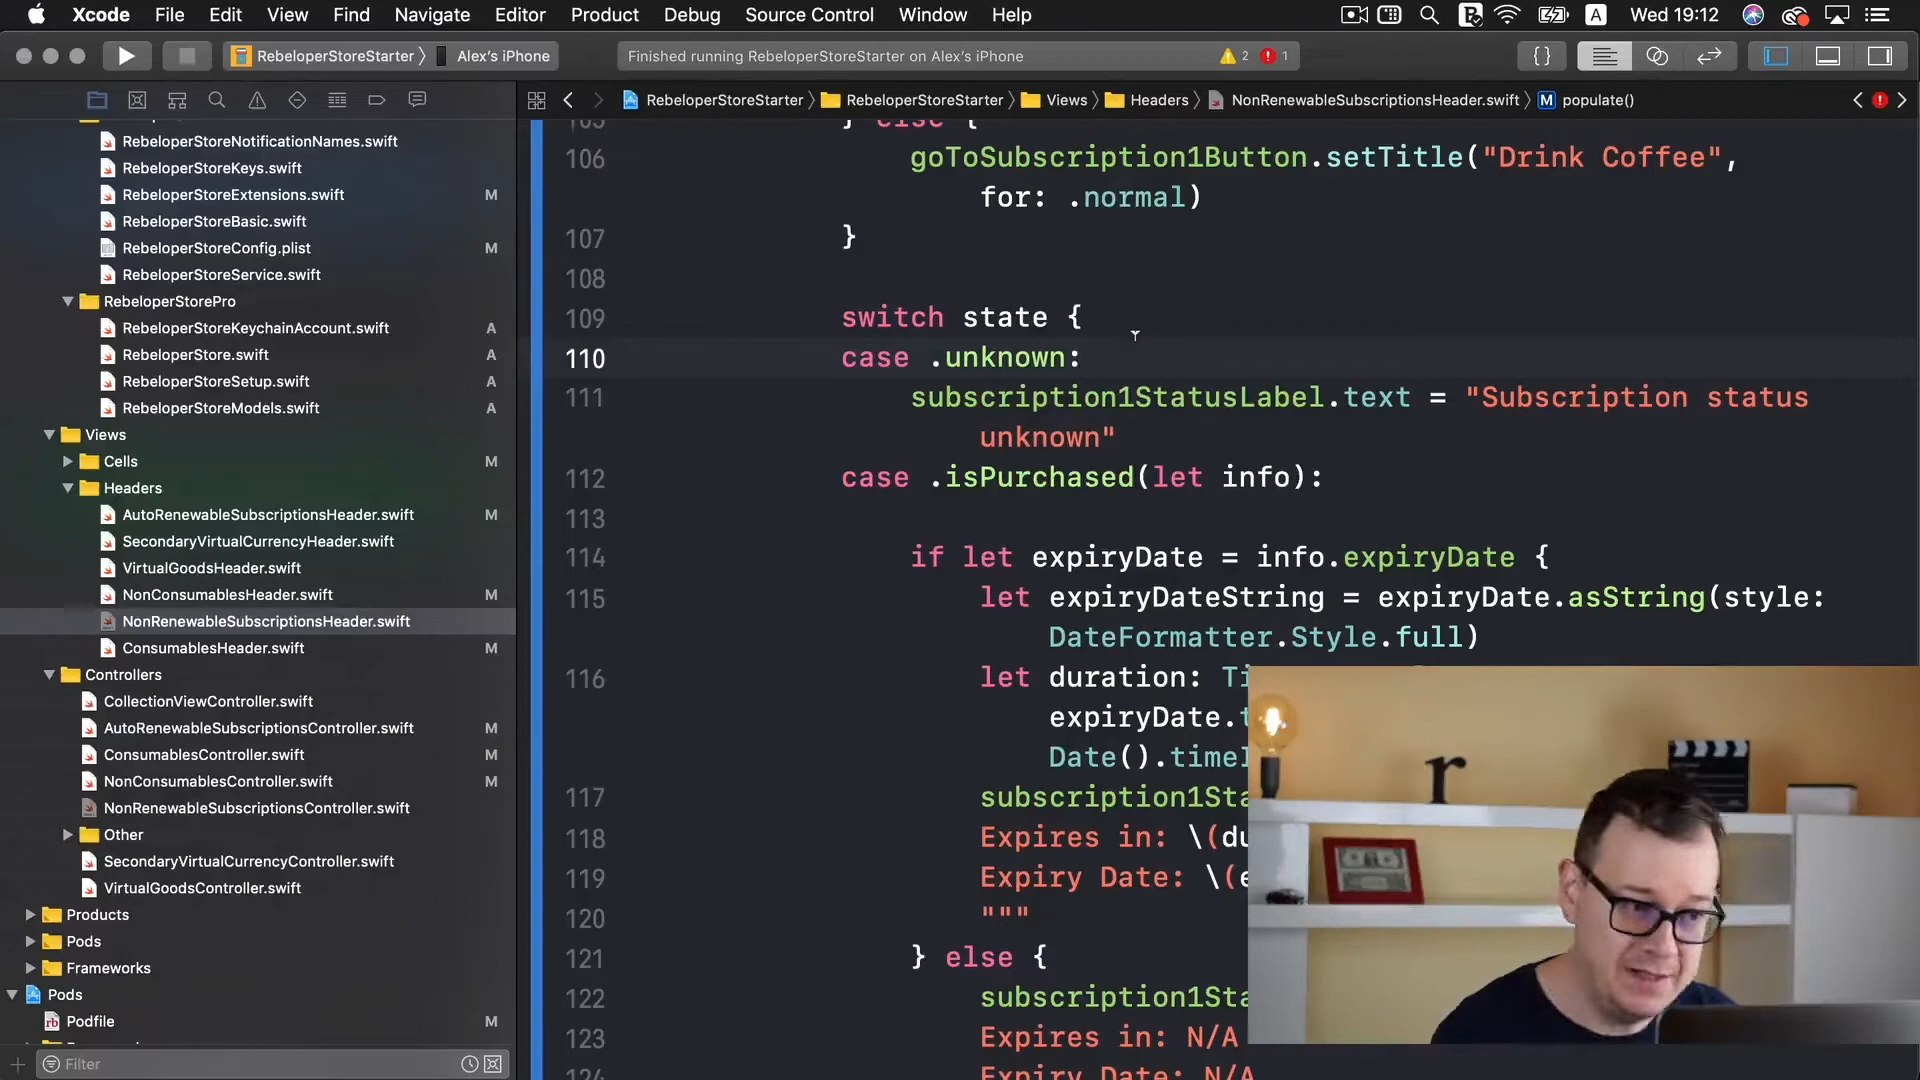 Xcode File Edit View Find Navigate Editor Product Debug Source Control Window Help A Wed 19:12
RebeloperStoreStarter Alex's iPhone Finished running RebeloperStoreStarter on Alex's iPhone 2 1 {}
RebeloperStoreStarter RebeloperStoreStarter Views Headers NonRenewableSubscriptionsHeader.swift M populate()
RebeloperStoreNotificationNames.swift
RebeloperStoreKeys.swift
RebeloperStoreExtensions.swift M
RebeloperStoreBasic.swift
RebeloperStoreConfig.plist M
RebeloperStoreService.swift
RebeloperStorePro
RebeloperStoreKeychainAccount.swift A
RebeloperStore.swift A
RebeloperStoreSetup.swift A
RebeloperStoreModels.swift A
Views
Cells M
Headers
AutoRenewableSubscriptionsHeader.swift M
SecondaryVirtualCurrencyHeader.swift
VirtualGoodsHeader.swift
NonConsumablesHeader.swift M
NonRenewableSubscriptionsHeader.swift
ConsumablesHeader.swift M
Controllers
CollectionViewController.swift
AutoRenewableSubscriptionsController.swift M
ConsumablesController.swift M
NonConsumablesController.swift M
NonRenewableSubscriptionsController.swift
Other
SecondaryVirtualCurrencyController.swift
VirtualGoodsController.swift
Products
Pods
Frameworks
Pods
rb Podfile M
Filter
105 } else {
106 goToSubscription1Button.setTitle("Drink Coffee",
for: .normal)
107 }
108
109 switch state {
110 case .unknown:
111 subscription1StatusLabel.text = "Subscription status
unknown"
112 case .isPurchased(let info):
113
114 if let expiryDate = info.expiryDate {
115 let expiryDateString = expiryDate.asString(style:
DateFormatter.Style.full)
116 let duration: Ti
expiryDate.t
Date().timeI
117 subscription1Sta
118 Expires in: \(du
119 Expiry Date: \(e
120 """
121 } else {
122 subscription1Sta
123 Expires in: N/A
124 Expiry Date: N/A
r